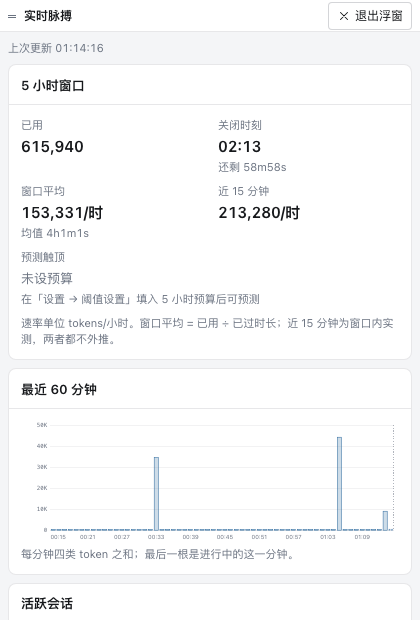 实时脉搏
退出浮窗
上次更新 01:14:16
5 小时窗口
已用
关闭时刻
615,940
02:13
还剩 58m58s
窗口平均
近 15 分钟
153,331/时
213,280/时
均值 4h1m1s
预测触顶
未设预算
在「设置 → 阈值设置」填入 5 小时预算后可预测
速率单位 tokens/小时。窗口平均 = 已用 ÷ 已过时长；近 15 分钟为窗口内实
测，两者都不外推。
最近 60 分钟
50K
40K
30K
20K
10K
0
00:15 00:21 00:27 00:33 00:39 00:45 00:51 00:57 01:03 01:09
每分钟四类 token 之和；最后一根是进行中的这一分钟。
活跃会话